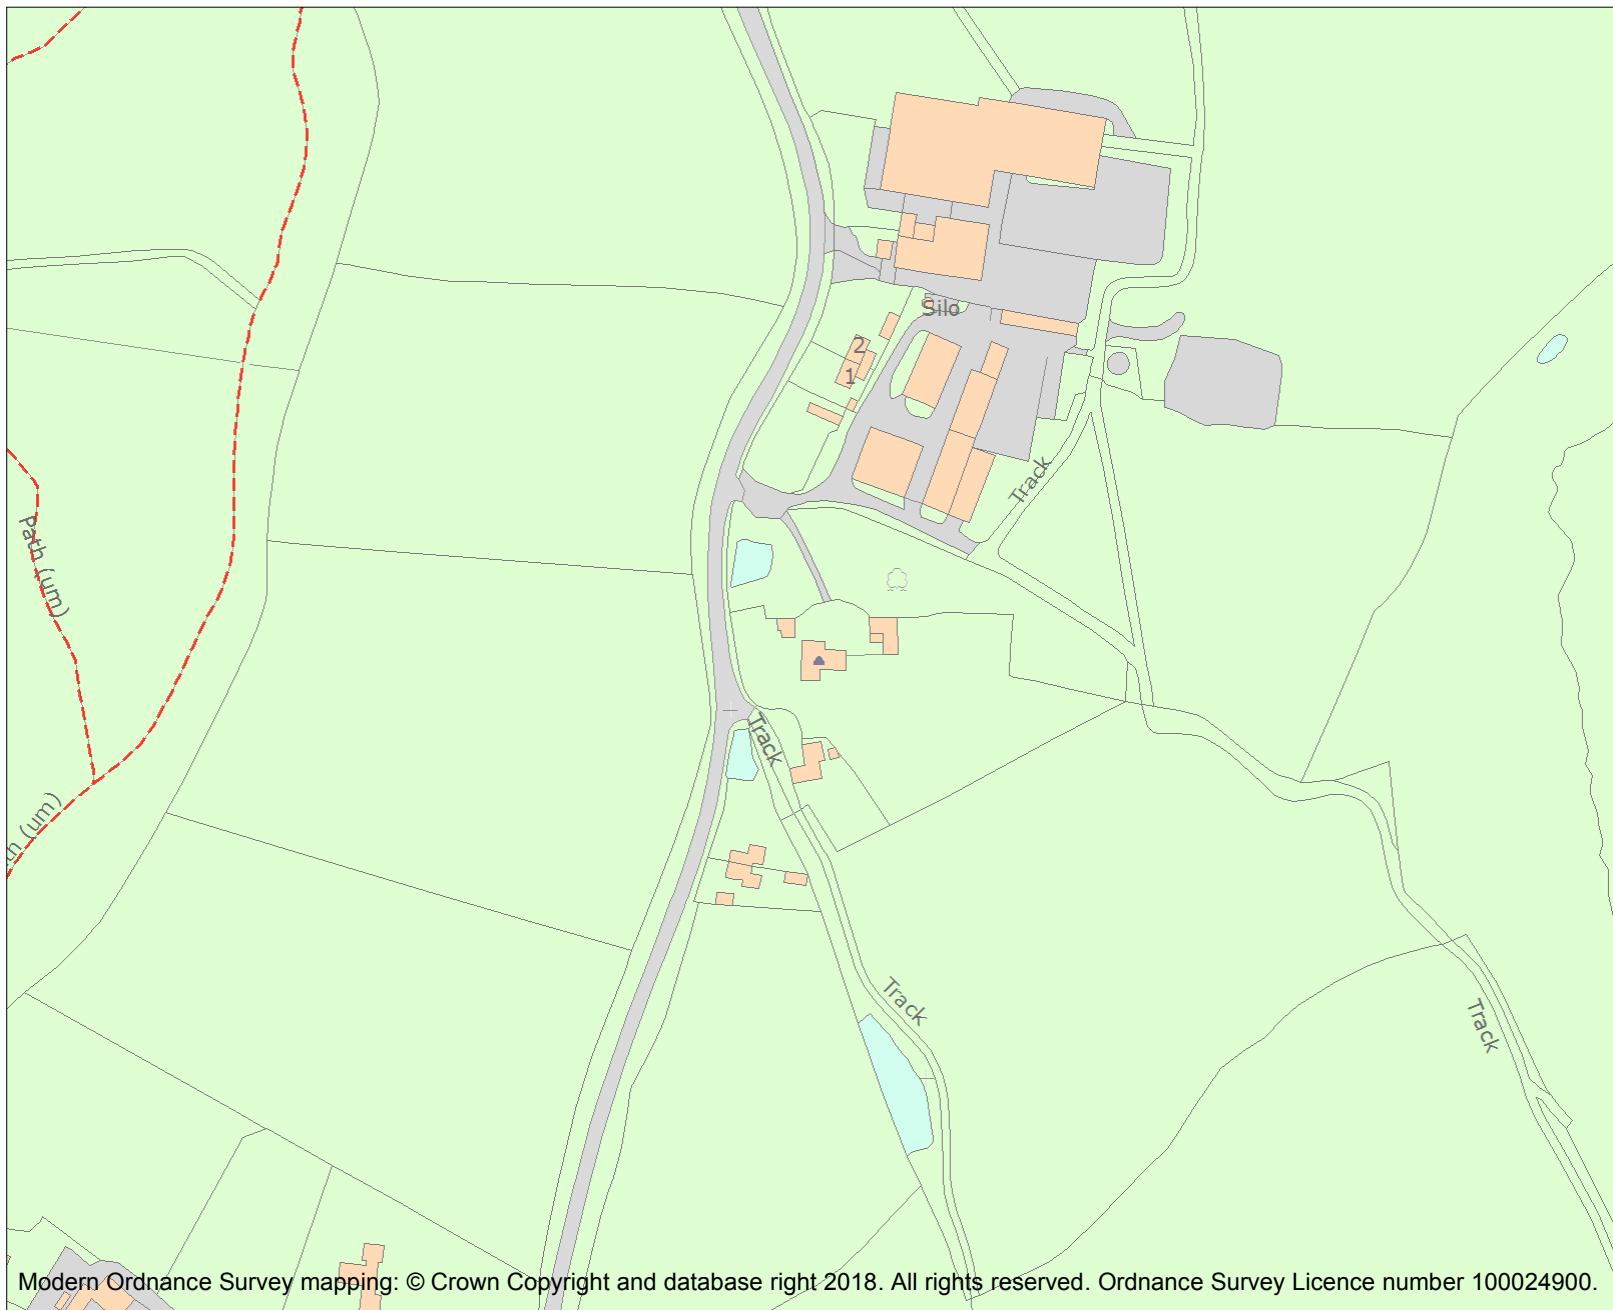 Silo
2
1
Track
Path (um)
Track
th (um)
Track
Track
Modern Ordnance Survey mapping: © Crown Copyright and database right 2018. All rights reserved. Ordnance Survey Licence number 100024900.